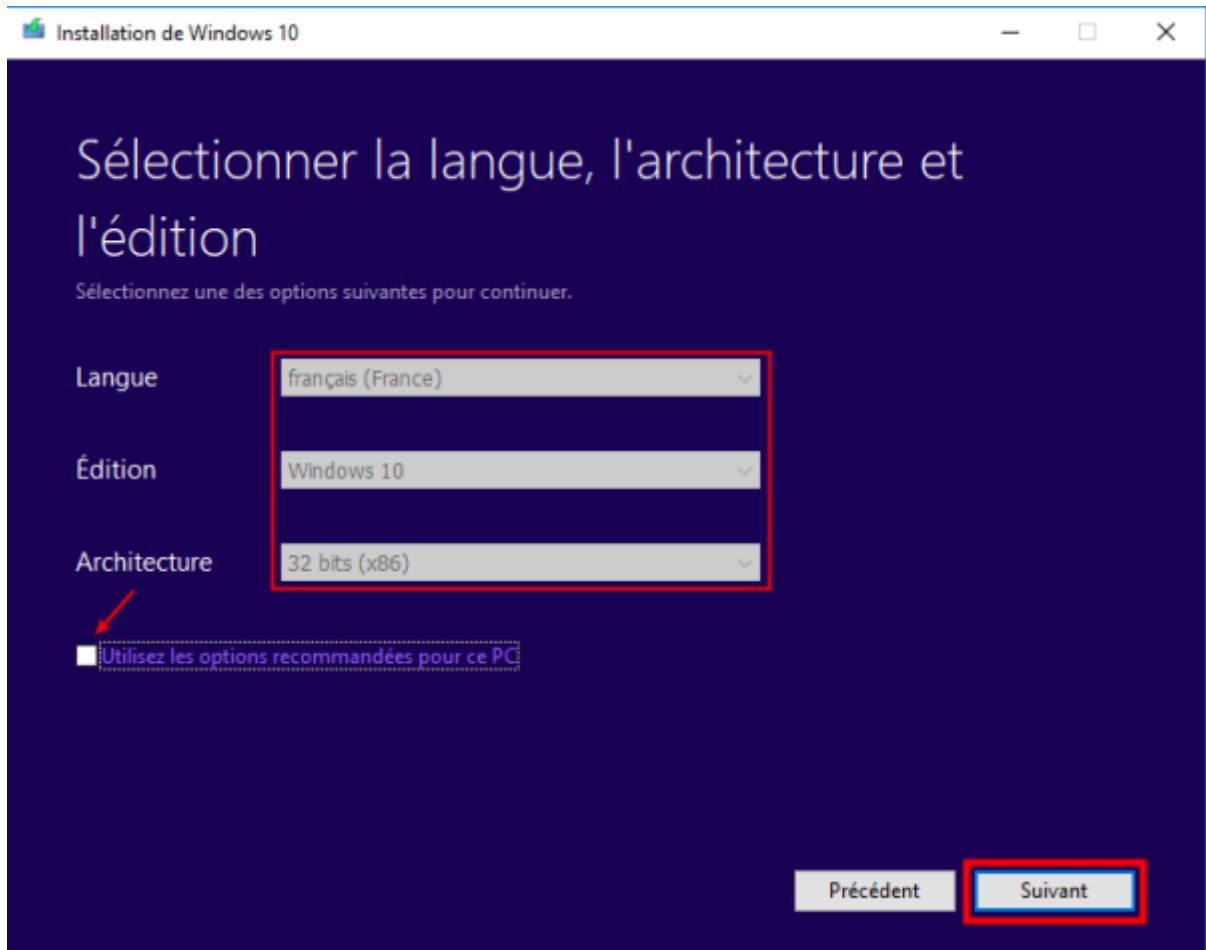 Installation de Windows 10
Sélectionner la langue, l'architecture et
l'édition
Sélectionnez une des options suivantes pour continuer.
Langue
français (France)
Édition
Windows 10
Architecture
32 bits (x86)
Utilisez les options recommandées pour ce PC
Précédent
Suivant